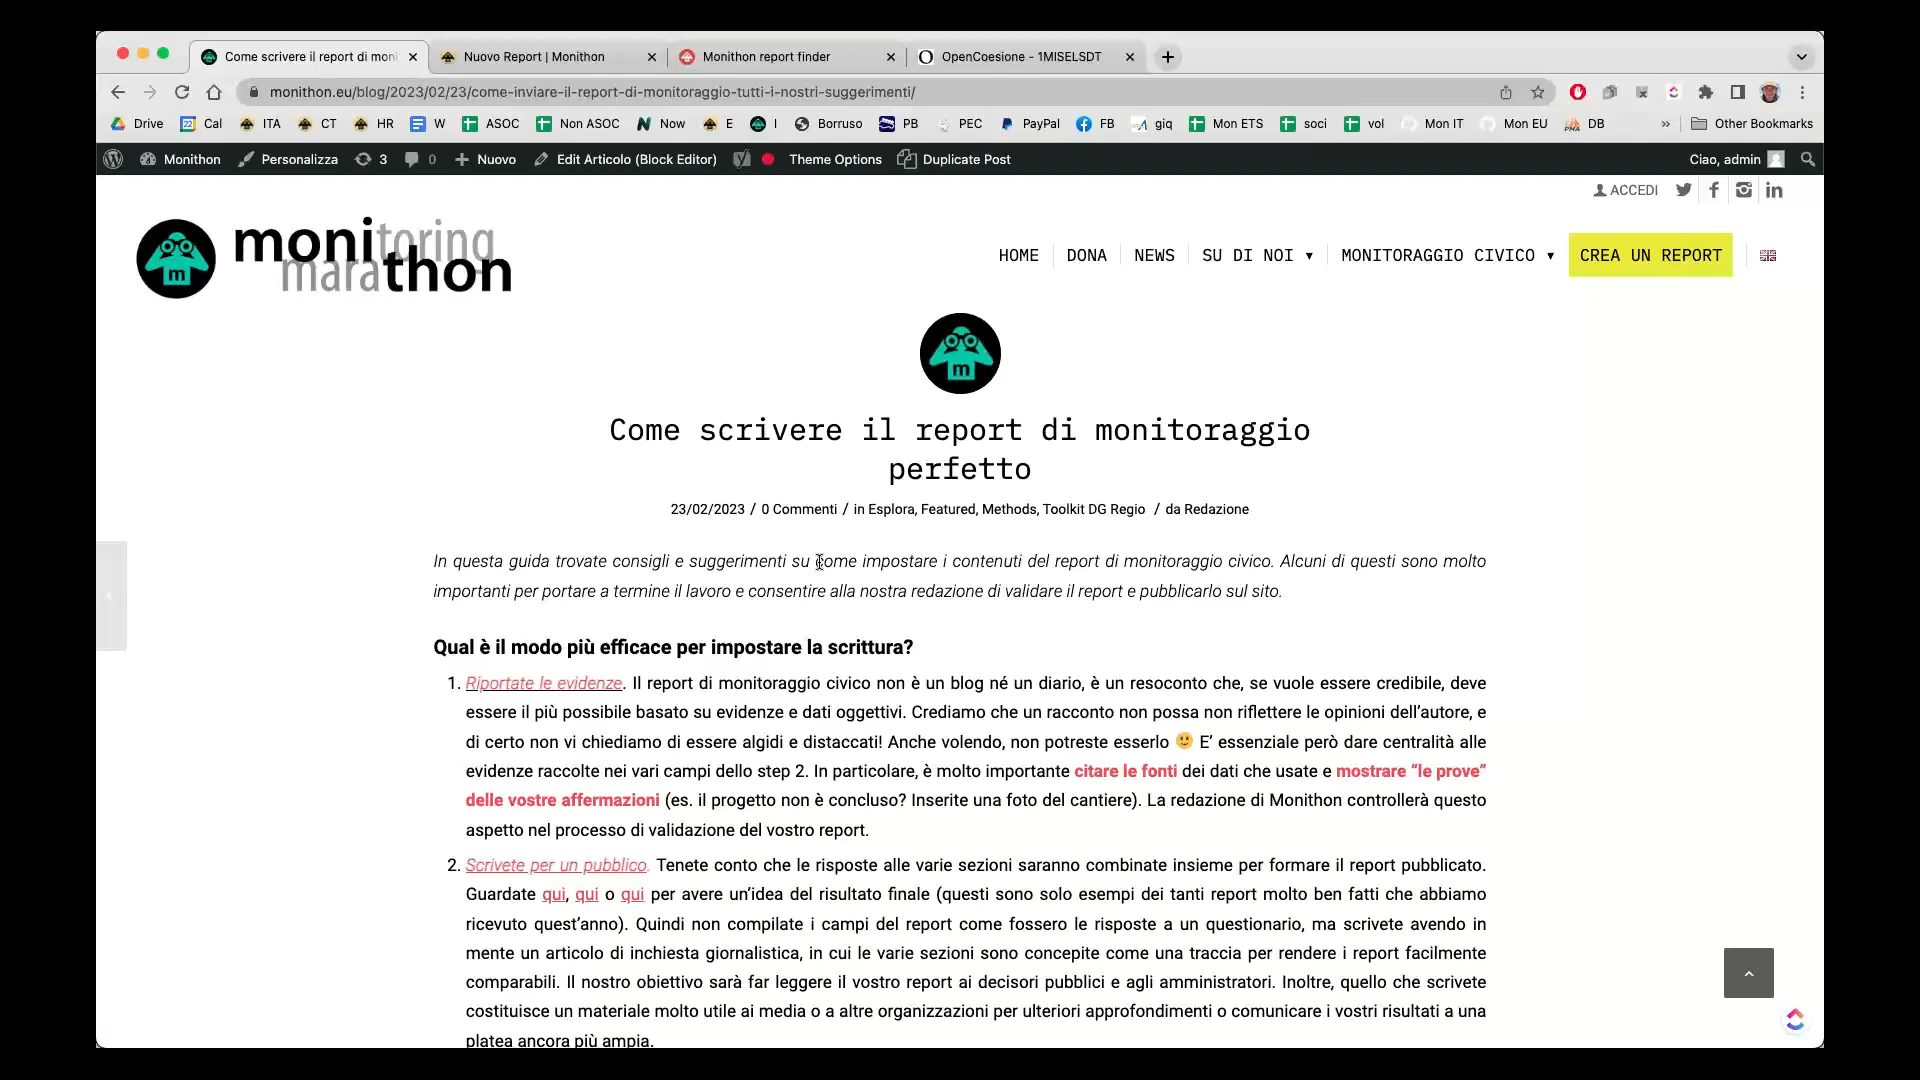 Come scrivere il report di moni
Nuovo Report | Monithon
Monithon report finder
OpenCoesione - 1MISELSDT
monithon.eu/blog/2023/02/23/come-inviare-il-report-di-monitoraggio-tutti-i-nostri-suggerimenti/
Drive Cal ITA CT HR W ASOC Non ASOC Now E I Borruso PB PEC PayPal FB giq Mon ETS soci vol Mon IT Mon EU DB » Other Bookmarks
Monithon Personalizza 3 0 Nuovo Edit Articolo (Block Editor) Theme Options Duplicate Post Ciao, admin
ACCEDI
monitoring
marathon
HOME DONA NEWS SU DI NOI ▾ MONITORAGGIO CIVICO ▾ CREA UN REPORT
m
Come scrivere il report di monitoraggio
perfetto
23/02/2023 / 0 Commenti / in Esplora, Featured, Methods, Toolkit DG Regio / da Redazione
In questa guida trovate consigli e suggerimenti su come impostare i contenuti del report di monitoraggio civico. Alcuni di questi sono molto
importanti per portare a termine il lavoro e consentire alla nostra redazione di validare il report e pubblicarlo sul sito.
Qual è il modo più efficace per impostare la scrittura?
1. Riportate le evidenze. Il report di monitoraggio civico non è un blog né un diario, è un resoconto che, se vuole essere credibile, deve
essere il più possibile basato su evidenze e dati oggettivi. Crediamo che un racconto non possa non riflettere le opinioni dell’autore, e
di certo non vi chiediamo di essere algidi e distaccati! Anche volendo, non potreste esserlo 🙂 E’ essenziale però dare centralità alle
evidenze raccolte nei vari campi dello step 2. In particolare, è molto importante citare le fonti dei dati che usate e mostrare “le prove”
delle vostre affermazioni (es. il progetto non è concluso? Inserite una foto del cantiere). La redazione di Monithon controllerà questo
aspetto nel processo di validazione del vostro report.
2. Scrivete per un pubblico. Tenete conto che le risposte alle varie sezioni saranno combinate insieme per formare il report pubblicato.
Guardate qui, qui o qui per avere un’idea del risultato finale (questi sono solo esempi dei tanti report molto ben fatti che abbiamo
ricevuto quest’anno). Quindi non compilate i campi del report come fossero le risposte a un questionario, ma scrivete avendo in
mente un articolo di inchiesta giornalistica, in cui le varie sezioni sono concepite come una traccia per rendere i report facilmente
comparabili. Il nostro obiettivo sarà far leggere il vostro report ai decisori pubblici e agli amministratori. Inoltre, quello che scrivete
costituisce un materiale molto utile ai media o a altre organizzazioni per ulteriori approfondimenti o comunicare i vostri risultati a una
platea ancora più ampia.